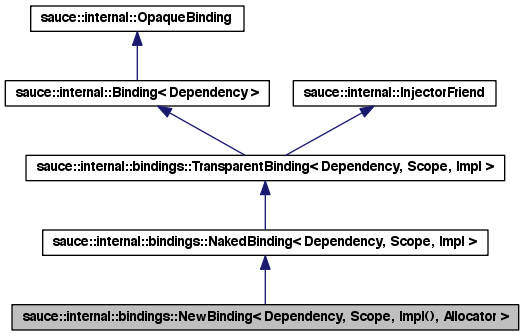 sauce::internal::OpaqueBinding
sauce::internal::Binding< Dependency >
sauce::internal::InjectorFriend
sauce::internal::bindings::TransparentBinding< Dependency, Scope, Impl >
sauce::internal::bindings::NakedBinding< Dependency, Scope, Impl >
sauce::internal::bindings::NewBinding< Dependency, Scope, Impl(), Allocator >